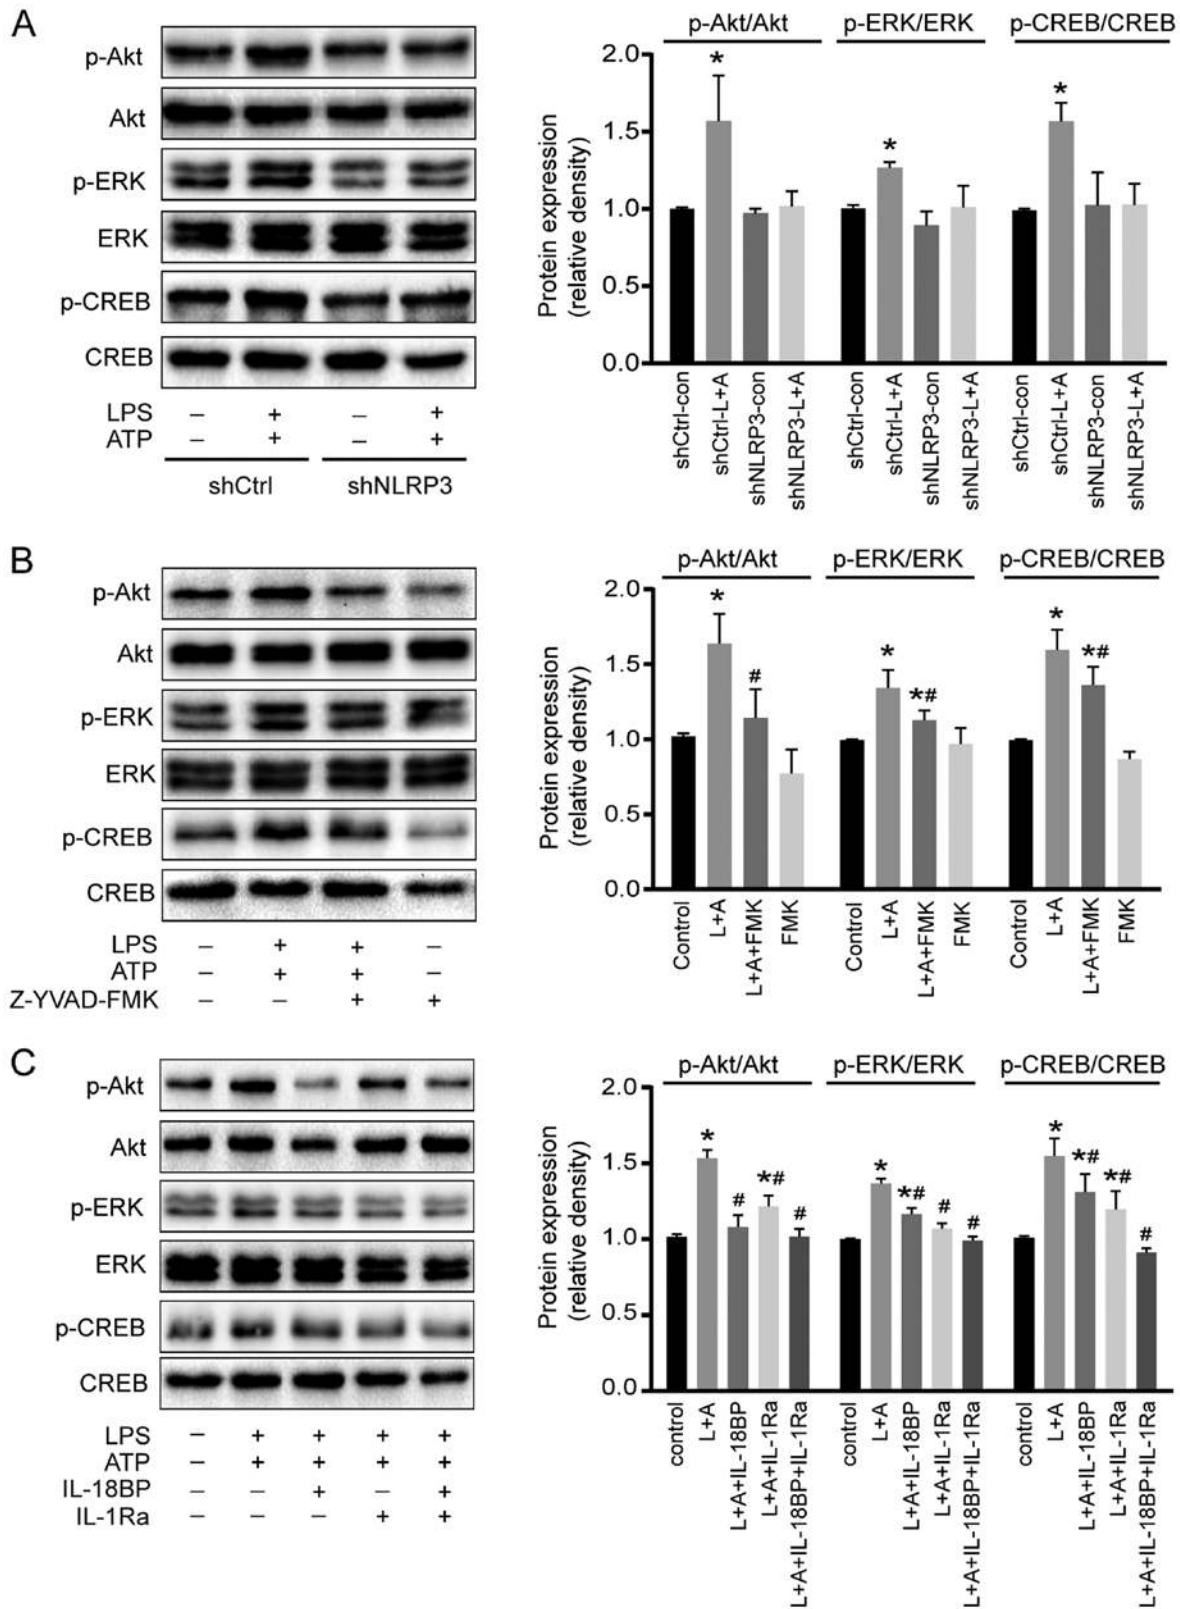 A
p-Akt
Akt
p-ERK
ERK
p-CREB
CREB
LPS – + – +
ATP – + – +
shCtrl shNLRP3
p-Akt/Akt p-ERK/ERK p-CREB/CREB
Protein expression
(relative density)
2.0
1.5
1.0
0.5
0.0
* * *
shCtrl-con
shCtrl-L+A
shNLRP3-con
shNLRP3-L+A
shCtrl-con
shCtrl-L+A
shNLRP3-con
shNLRP3-L+A
shCtrl-con
shCtrl-L+A
shNLRP3-con
shNLRP3-L+A
B
p-Akt
Akt
p-ERK
ERK
p-CREB
CREB
LPS – + + –
ATP – + + –
Z-YVAD-FMK – – + +
p-Akt/Akt p-ERK/ERK p-CREB/CREB
Protein expression
(relative density)
2.0
1.5
1.0
0.5
0.0
* # * *# * *#
Control
L+A
L+A+FMK
FMK
Control
L+A
L+A+FMK
FMK
Control
L+A
L+A+FMK
FMK
C
p-Akt
Akt
p-ERK
ERK
p-CREB
CREB
LPS – + + + +
ATP – + + + +
IL-18BP – – + – +
IL-1Ra – – – + +
p-Akt/Akt p-ERK/ERK p-CREB/CREB
Protein expression
(relative density)
2.0
1.5
1.0
0.5
0.0
* # *# # * *# # # * *# *# #
control
L+A
L+A+IL-18BP
L+A+IL-1Ra
L+A+IL-18BP+IL-1Ra
control
L+A
L+A+IL-18BP
L+A+IL-1Ra
L+A+IL-18BP+IL-1Ra
control
L+A
L+A+IL-18BP
L+A+IL-1Ra
L+A+IL-18BP+IL-1Ra